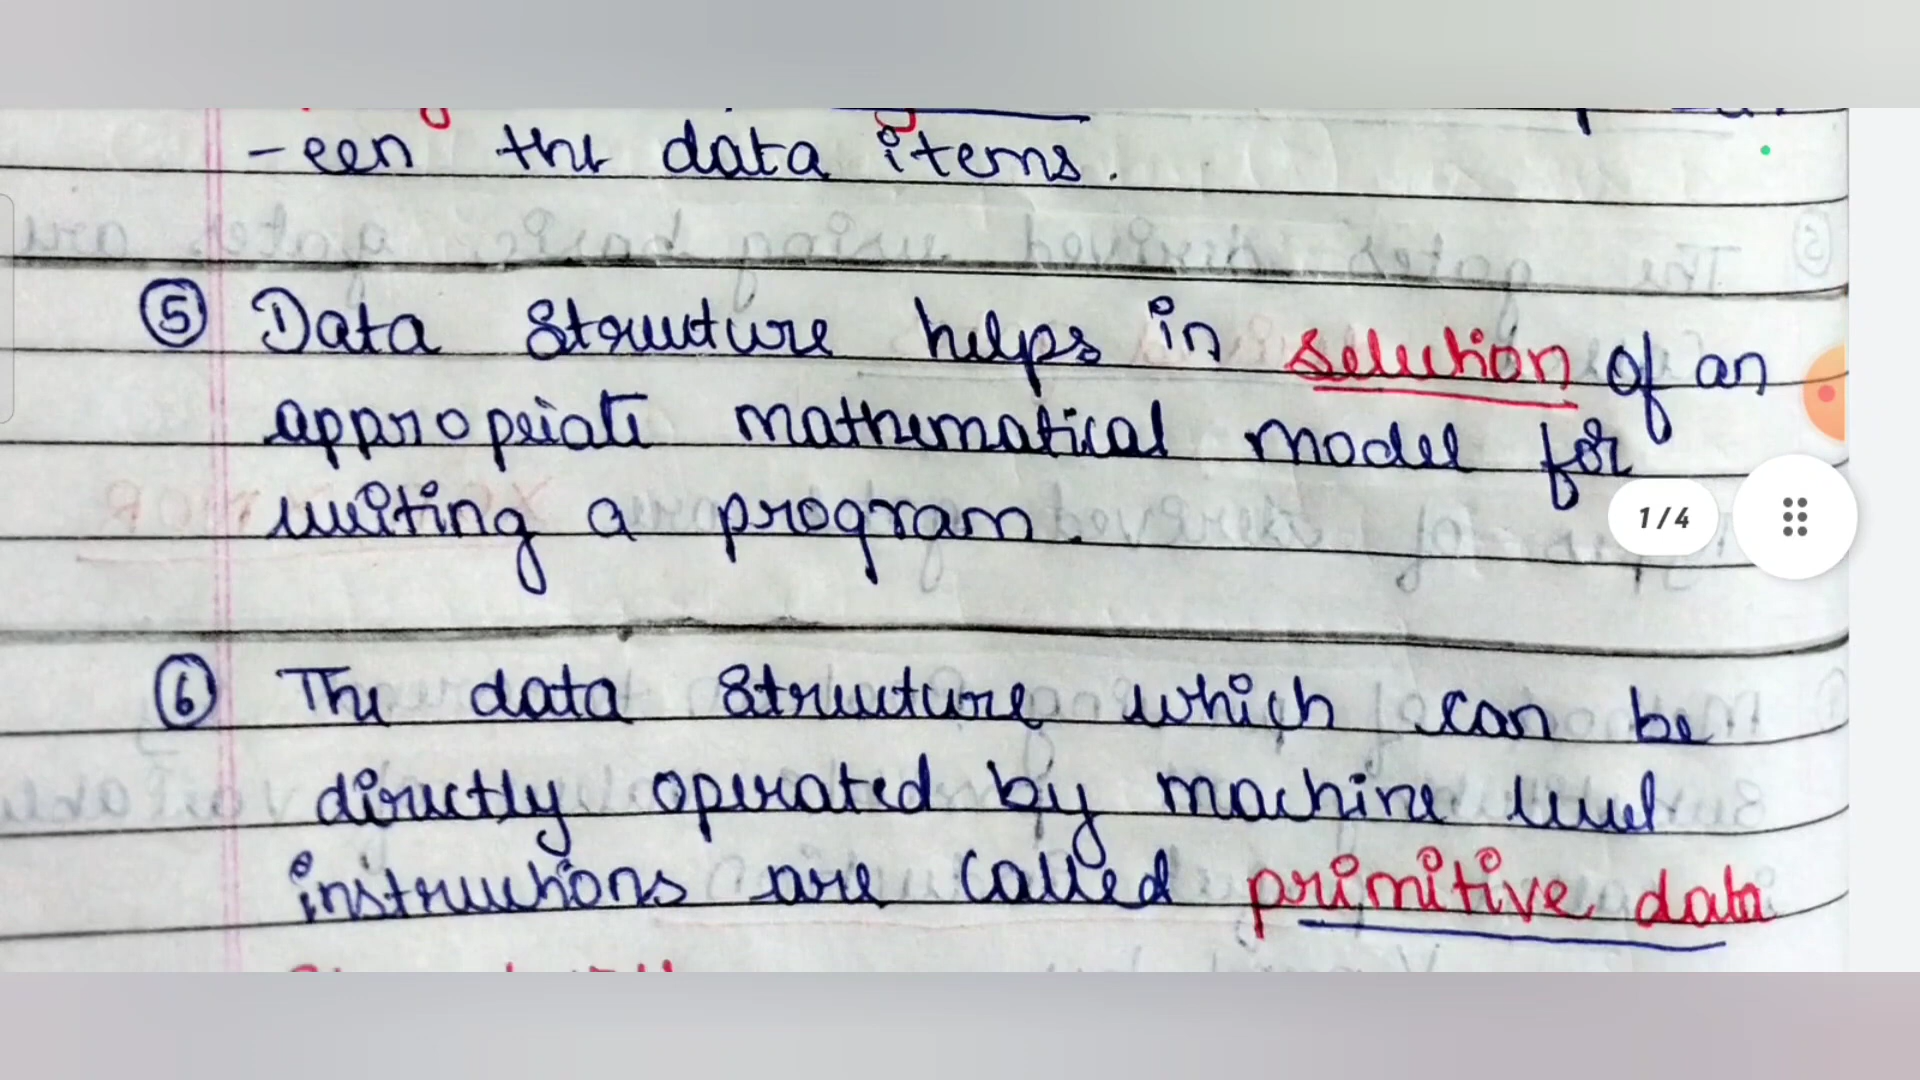 -een the data items.
⑤ Data Structure helps in selection of an
appropriate mathematical model for
writing a program.
1/4
⑥ The data structure which can be
directly operated by machine level
instructions are called primitive data